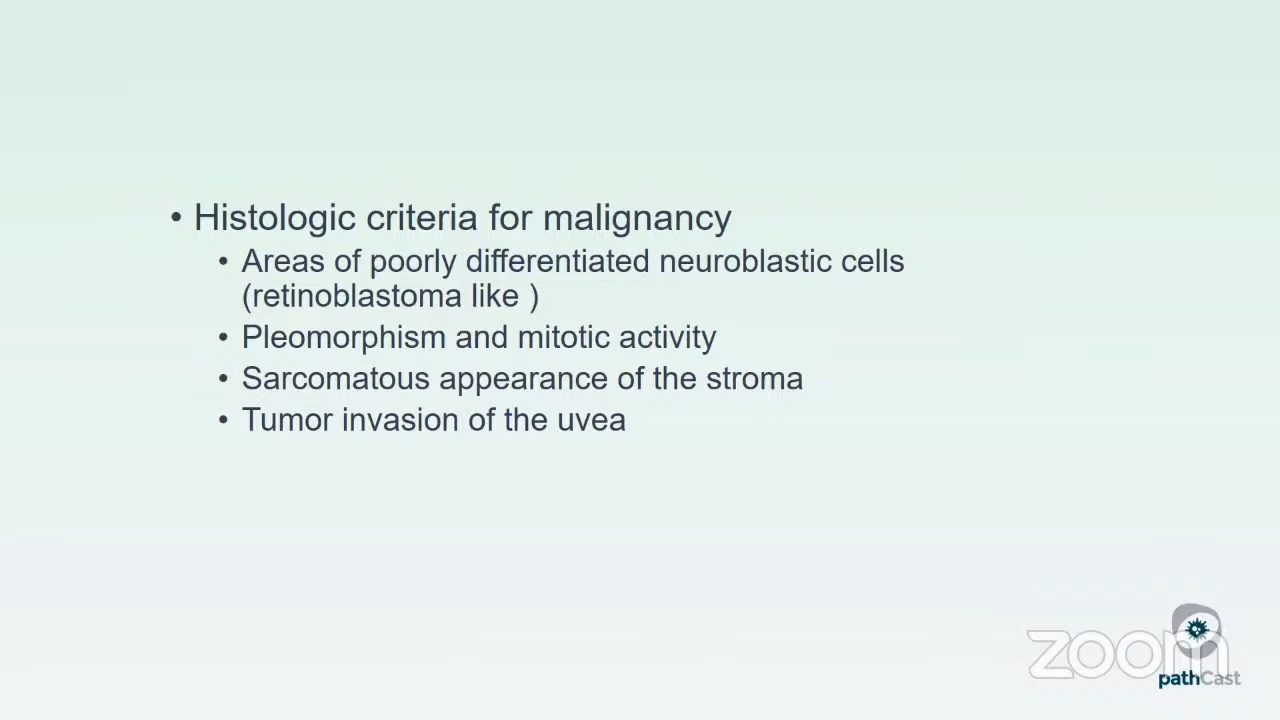 • Histologic criteria for malignancy
• Areas of poorly differentiated neuroblastic cells
(retinoblastoma like )
• Pleomorphism and mitotic activity
• Sarcomatous appearance of the stroma
• Tumor invasion of the uvea
zoom
pathCast